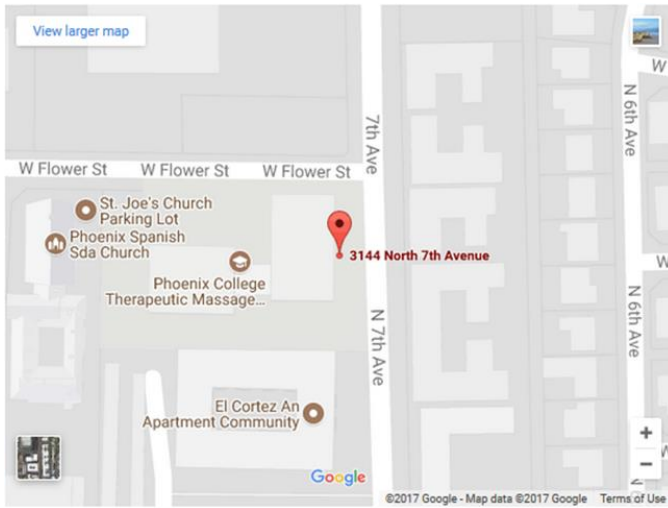 View larger map
W
N 6th Ave
7th Ave
W Flower St
W Flower St
W Flower St
St. Joe's Church
Parking Lot
Phoenix Spanish
Sda Church
3144 North 7th Avenue
Phoenix College
Therapeutic Massage...
W
N 6th Ave
N 7th Ave
El Cortez An
Apartment Community
+
−
W
N
Google
©2017 Google - Map data ©2017 Google
Terms of Use